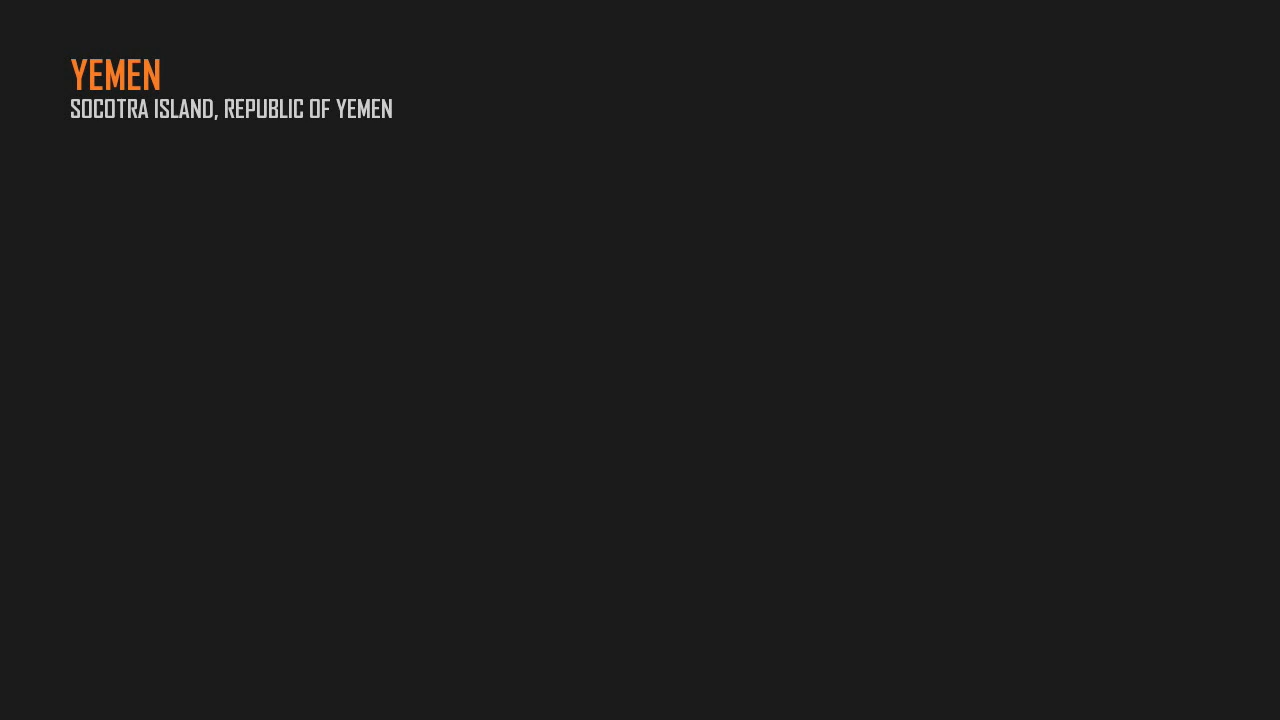 YEMEN
SOCOTRA ISLAND, REPUBLIC OF YEMEN